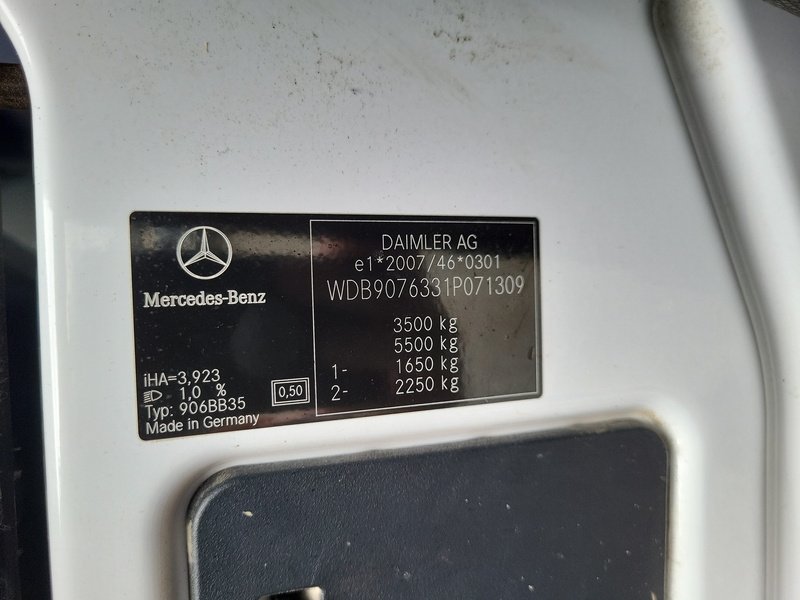 Mercedes-Benz
iHA=3,923
1,0 %
Typ: 906BB35
Made in Germany
0,50
DAIMLER AG
e1*2007/46*0301
WDB9076331P071309
3500 kg
5500 kg
1- 1650 kg
2- 2250 kg